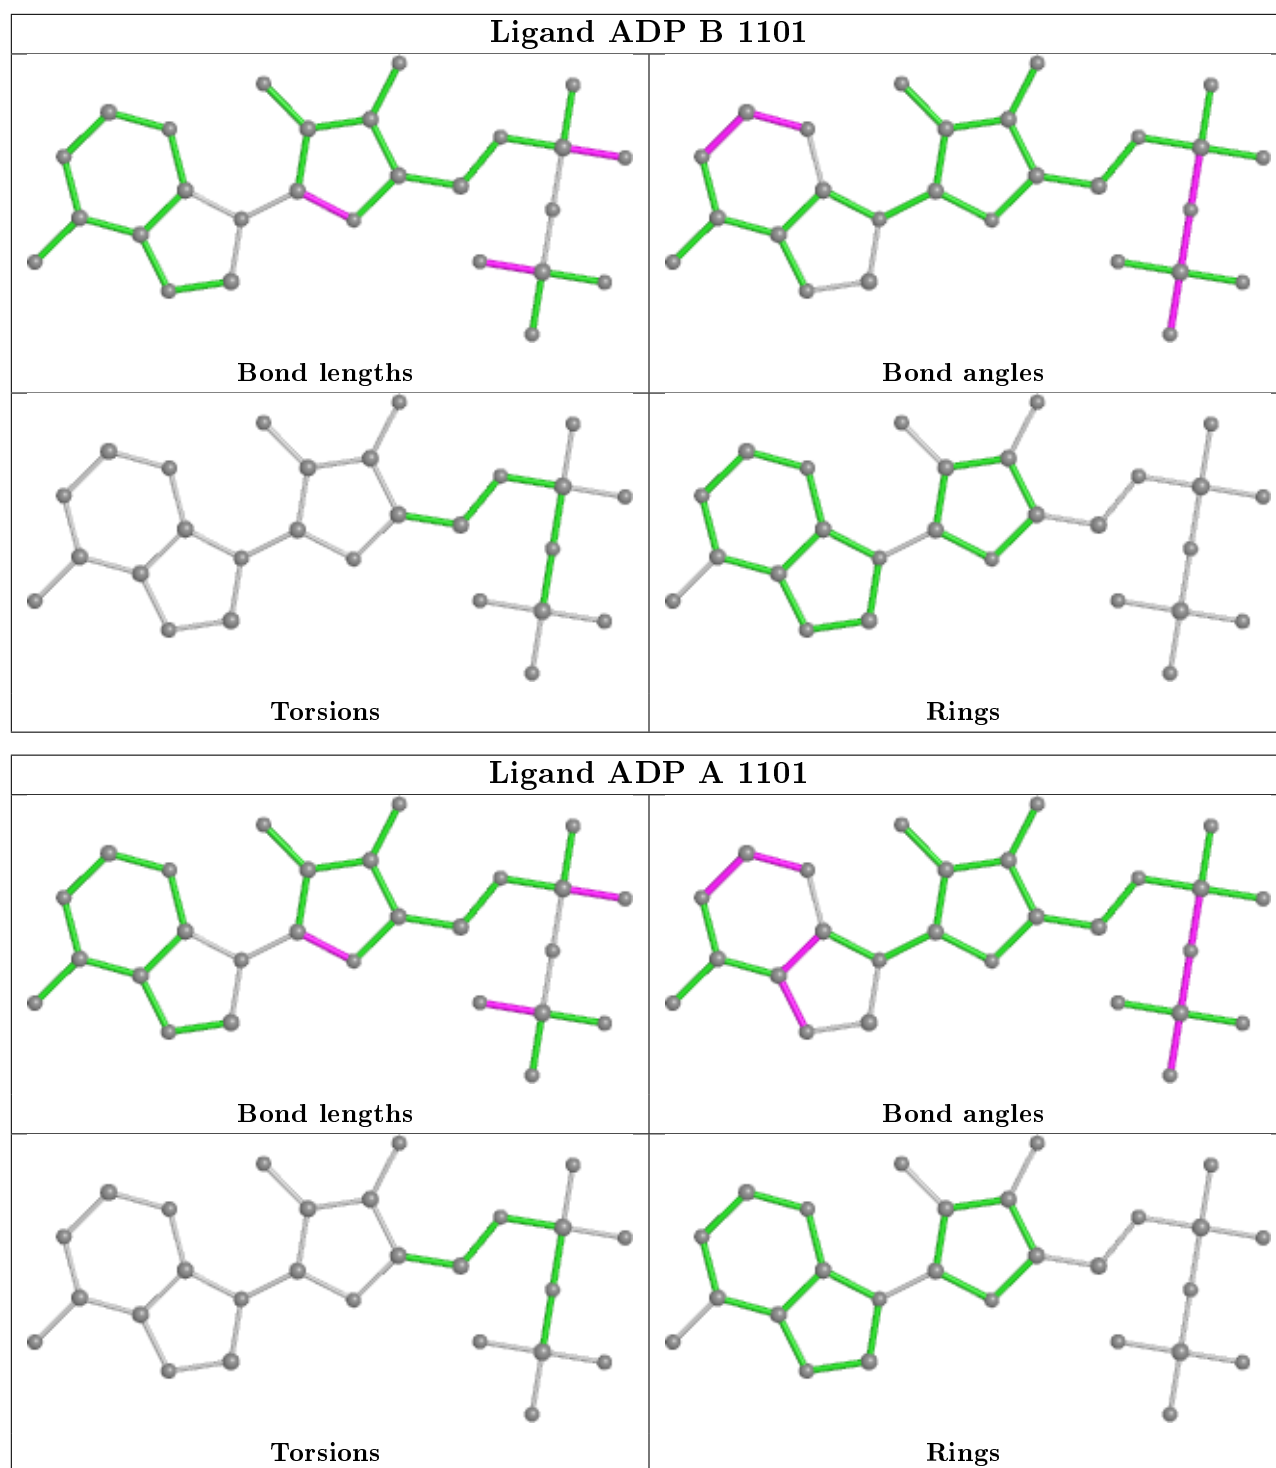 Ligand ADP B 1101
Bond lengths
Bond angles
Torsions
Rings
Ligand ADP A 1101
Bond lengths
Bond angles
Torsions
Rings